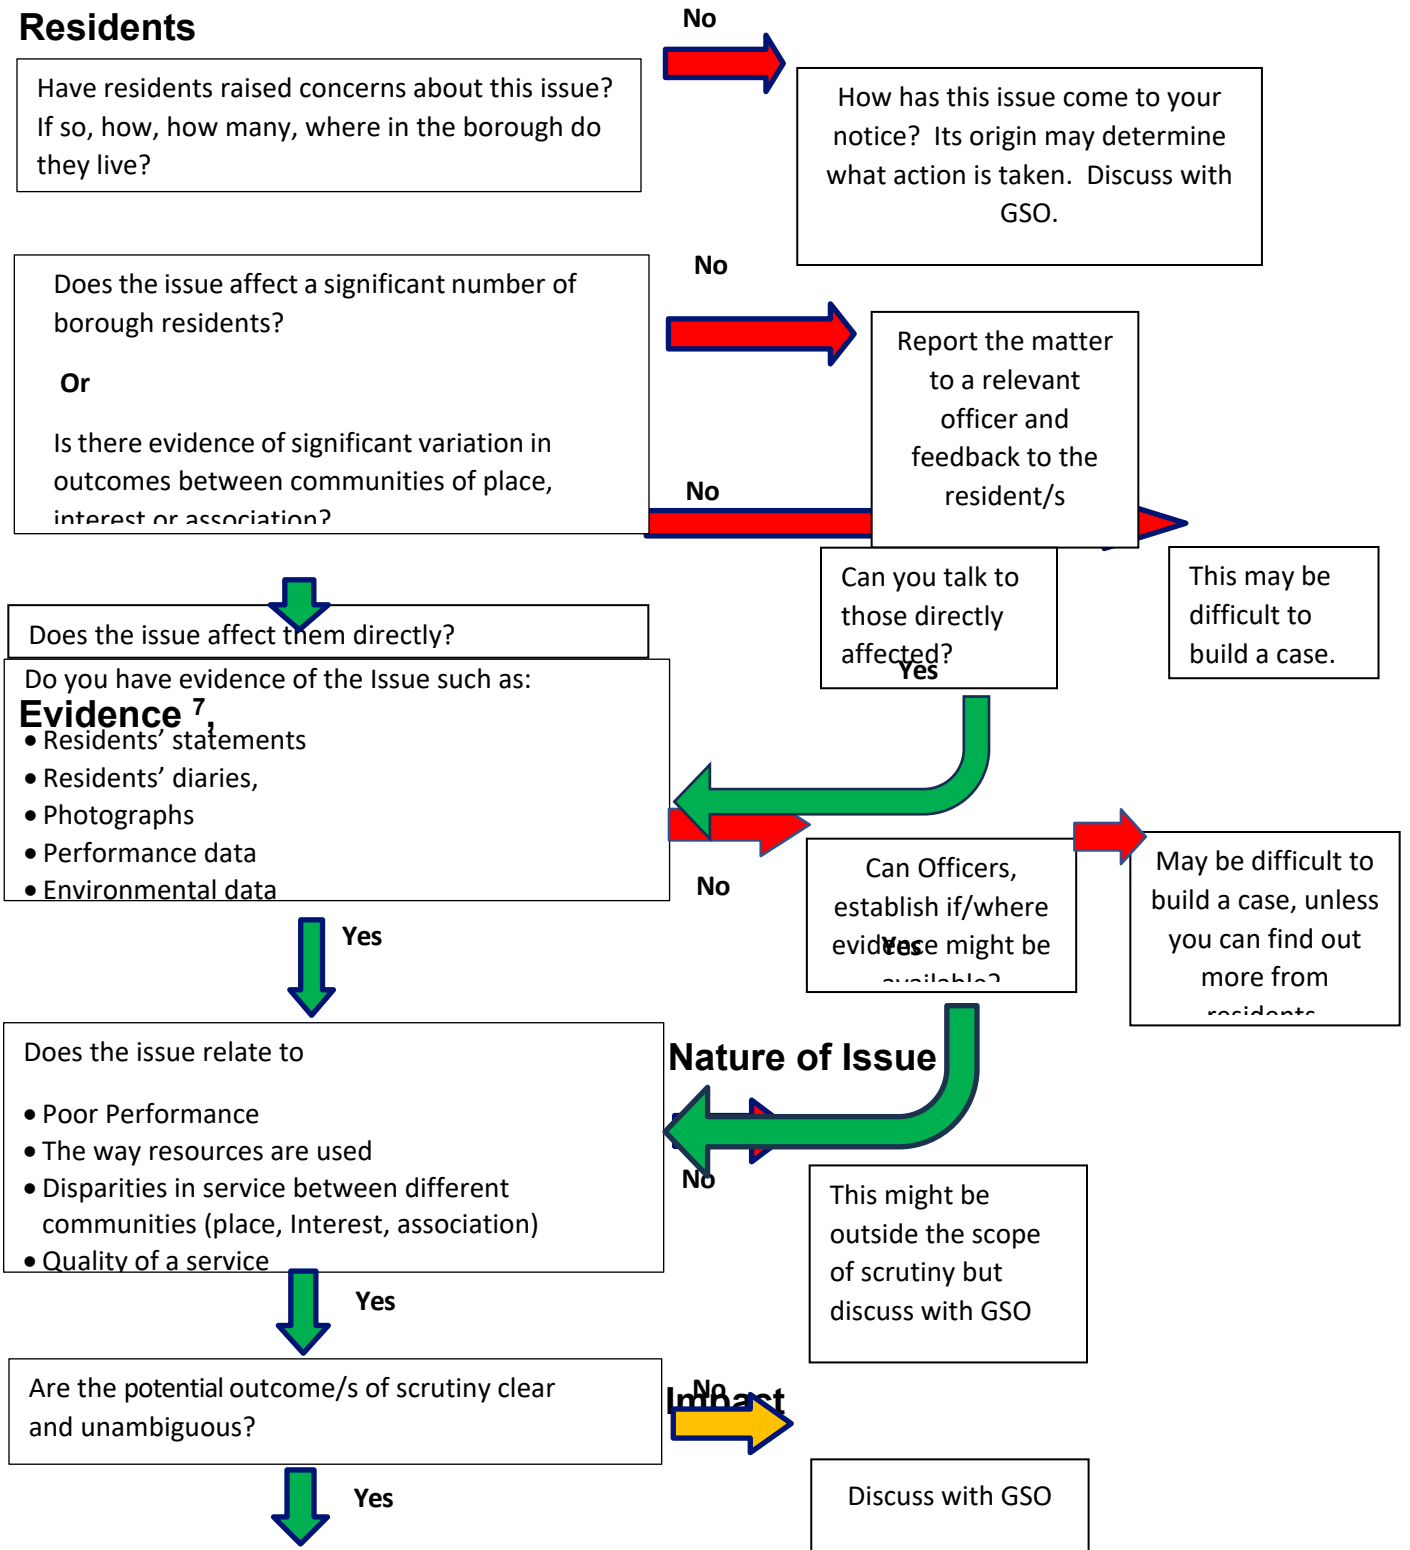 Residents
No
Have residents raised concerns about this issue?
If so, how, how many, where in the borough do
they live?
How has this issue come to your
notice? Its origin may determine
what action is taken. Discuss with
GSO.
No
Does the issue affect a significant number of
borough residents?
Or
Is there evidence of significant variation in
outcomes between communities of place,
interest or association?
Report the matter
to a relevant
officer and
feedback to the
resident/s
No
Can you talk to
those directly
affected?
Yes
This may be
difficult to
build a case.
Does the issue affect them directly?
Do you have evidence of the Issue such as:
Evidence 7,
• Residents’ statements
• Residents’ diaries,
• Photographs
• Performance data
• Environmental data
No
Can Officers,
establish if/where
evidence might be
available?
Yes
May be difficult to
build a case, unless
you can find out
more from
residents
Yes
Does the issue relate to
• Poor Performance
• The way resources are used
• Disparities in service between different
communities (place, Interest, association)
• Quality of a service
Nature of Issue
No
This might be
outside the scope
of scrutiny but
discuss with GSO
Yes
Are the potential outcome/s of scrutiny clear
and unambiguous?
Impact
No
Discuss with GSO
Yes